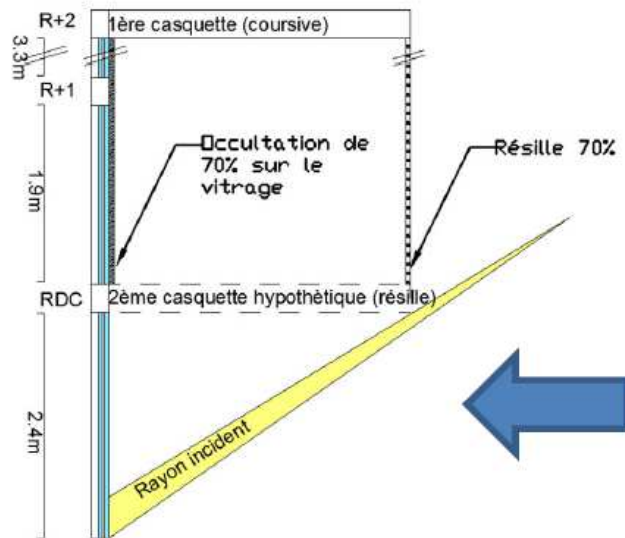 R+2
1ère casquette (coursive)
3.3m
R+1
Occultation de
70% sur le
vitrage
Résille 70%
1.9m
RDC
2ème casquette hypothètique (résille)
2.4m
Rayon incident